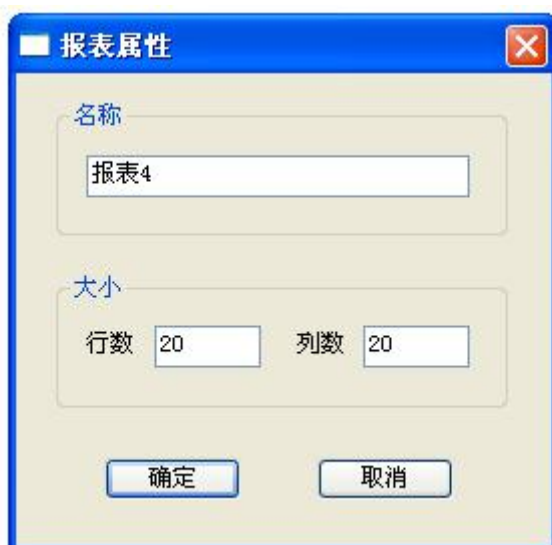 报表属性
名称
报表4
大小
行数 20 列数 20
确定 取消